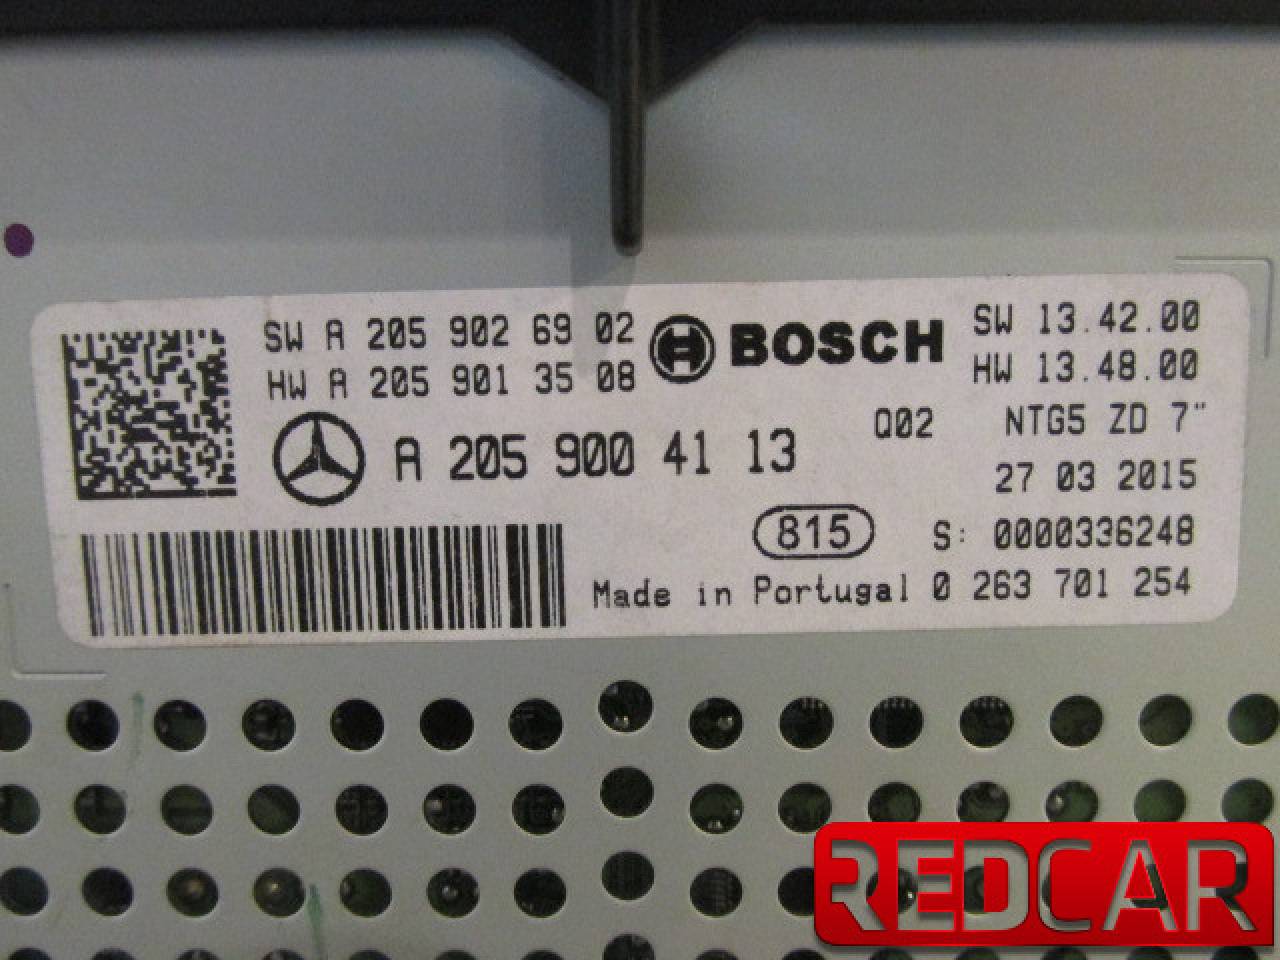 SW A 205 902 69 02
HW A 205 901 35 08
BOSCH
SW 13.42.00
HW 13.48.00
A 205 900 41 13
Q02 NTG5 ZD 7"
27 03 2015
815
S: 0000336248
Made in Portugal 0 263 701 254
REDCAR